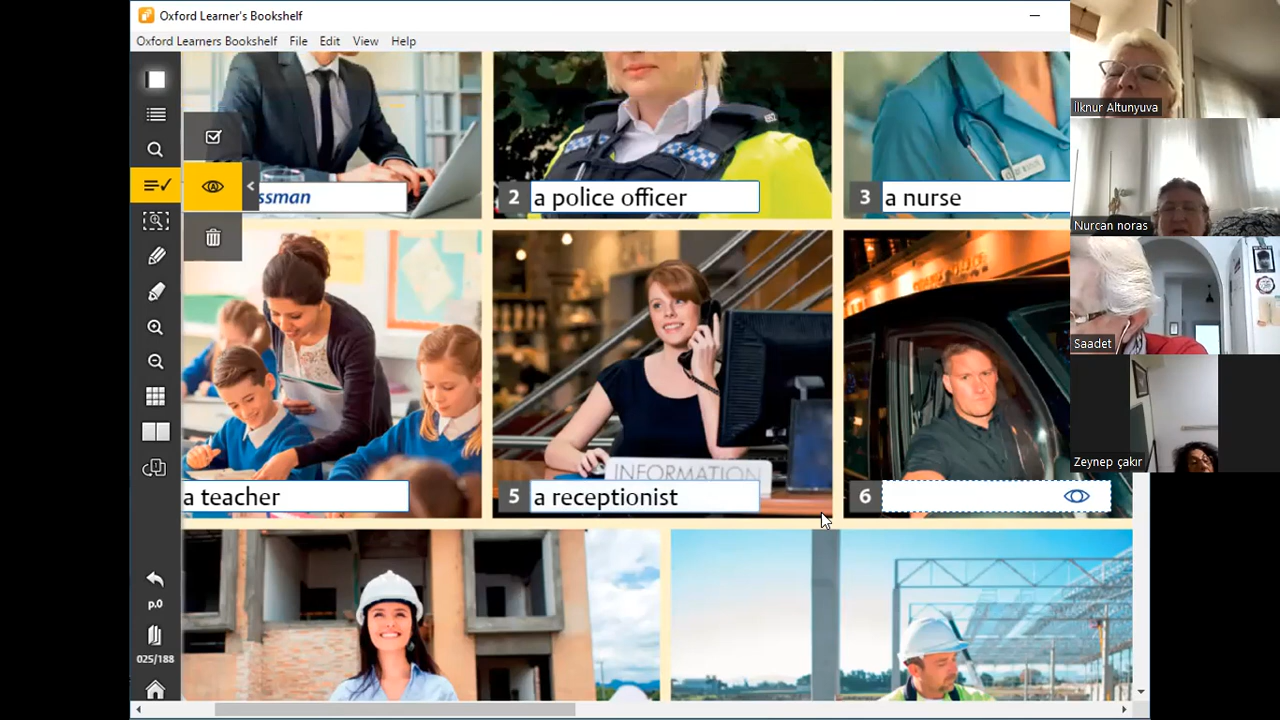 Oxford Learner's Bookshelf
Oxford Learners Bookshelf File Edit View Help
ssman
2 a police officer
3 a nurse
a teacher
INFORMATION
5 a receptionist
6
p.0
025/188
İlknur Altunyuva
Nurcan noras
Saadet
Zeynep çakır